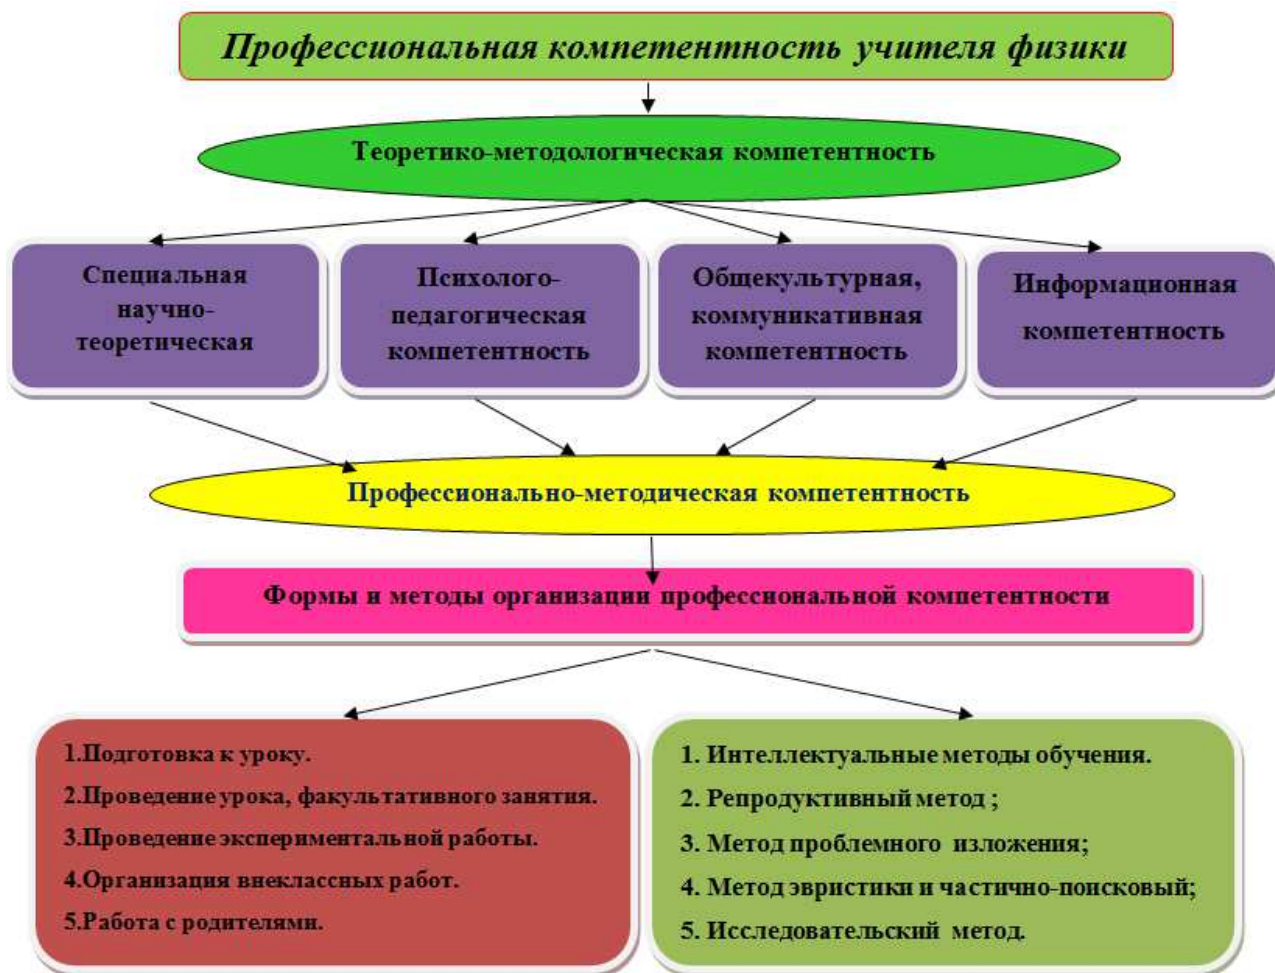 Профессиональная компетентность учителя физики
Теоретико-методологическая компетентность
Специальная
научно-
теоретическая
Психолого-
педагогическая
компетентность
Общекультурная,
коммуникативная
компетентность
Информационная
компетентность
Профессионально-методическая компетентность
Формы и методы организации профессиональной компетентности
1.Подготовка к уроку.
2.Проведение урока, факультативного занятия.
3.Проведение экспериментальной работы.
4.Организация внеклассных работ.
5.Работа с родителями.
1. Интеллектуальные методы обучения.
2. Репродуктивный метод ;
3. Метод проблемного изложения;
4. Метод эвристики и частично-поисковый;
5. Исследовательский метод.